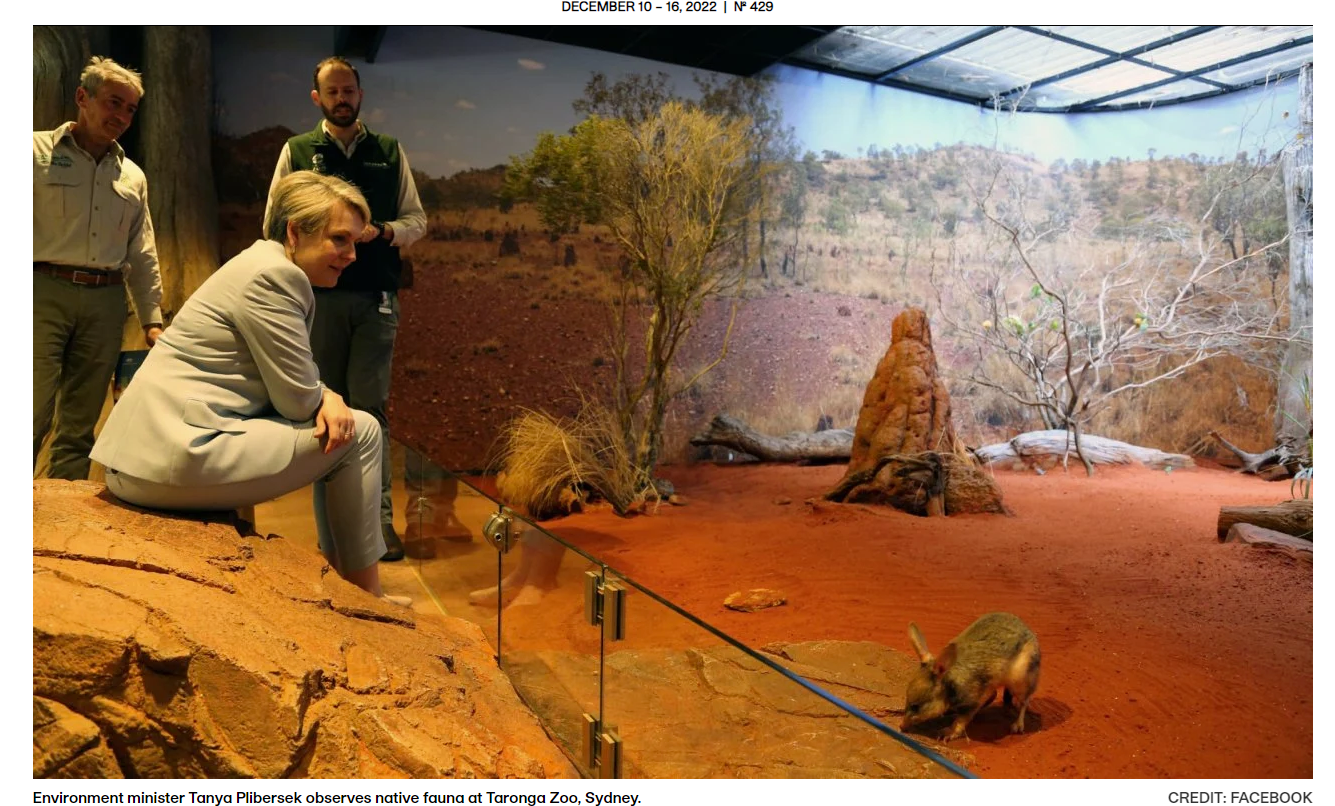 DECEMBER 10 – 16, 2022 | Nº 429
Environment minister Tanya Plibersek observes native fauna at Taronga Zoo, Sydney.
CREDIT: FACEBOOK